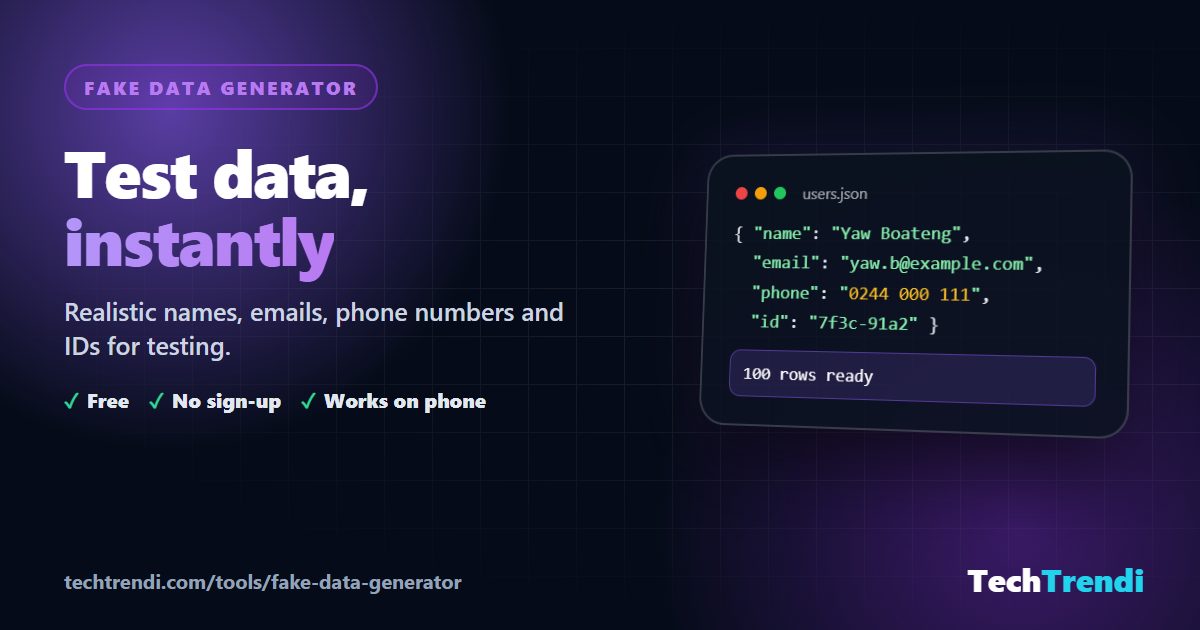 FAKE DATA GENERATOR
Test data,
instantly
Realistic names, emails, phone numbers and
IDs for testing.
✓ Free ✓ No sign-up ✓ Works on phone
users.json
{ "name": "Yaw Boateng",
"email": "yaw.b@example.com",
"phone": "0244 000 111",
"id": "7f3c-91a2" }
100 rows ready
techtrendi.com/tools/fake-data-generator
TechTrendi